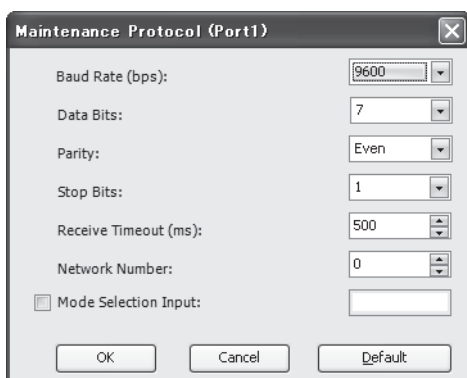 Maintenance Protocol (Port1)
Baud Rate (bps): 9600
Data Bits: 7
Parity: Even
Stop Bits: 1
Receive Timeout (ms): 500
Network Number: 0
Mode Selection Input:
OK Cancel Default